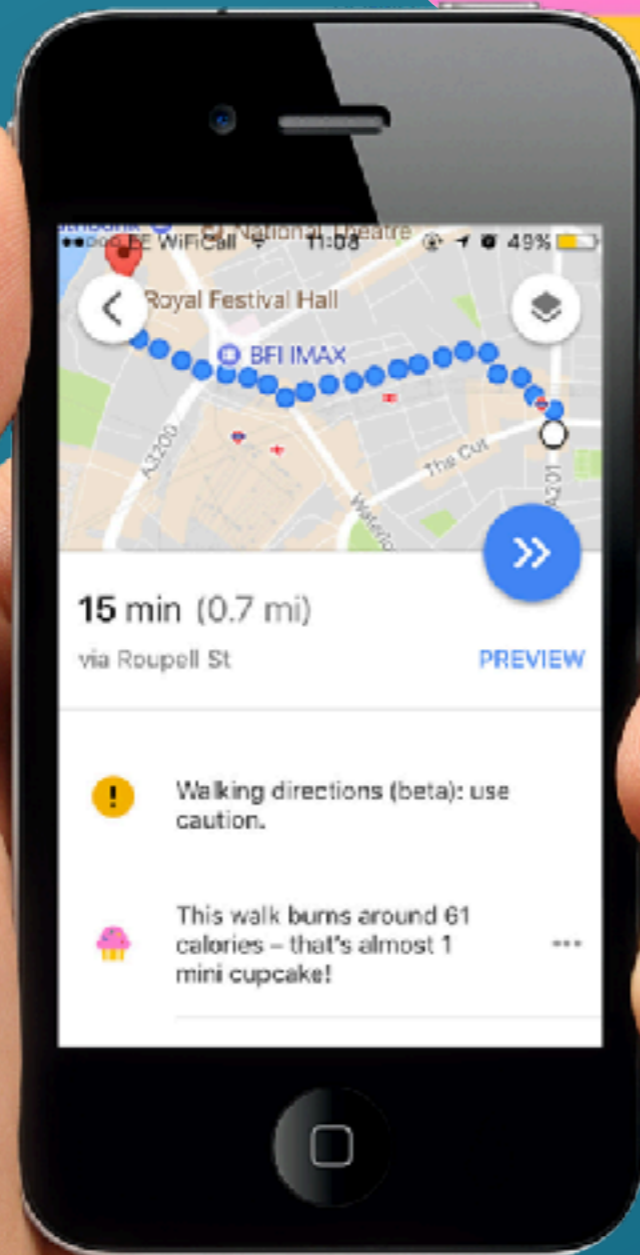 EE WiFiCall 11:08 49%
National Theatre
Royal Festival Hall
BFI IMAX
A3200
The Cut
A201
15 min (0.7 mi)
via Roupell St
PREVIEW
Walking directions (beta): use
caution.
This walk burns around 61
calories – that's almost 1
mini cupcake!